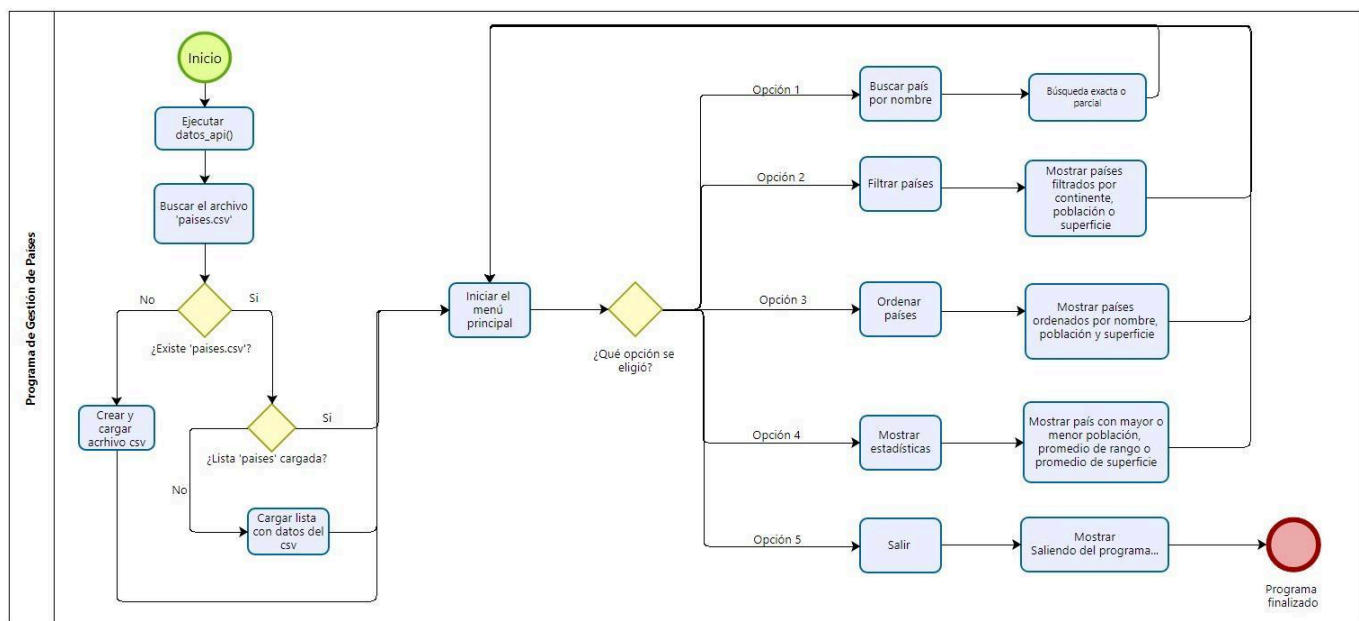 Programa de Gestión de Países
Inicio
Ejecutar
datos_api()
Buscar el archivo
'paises.csv'
No
Si
¿Existe 'paises.csv'?
Crear y
cargar
acrhivo csv
Si
¿Lista 'paises' cargada?
No
Cargar lista
con datos del
csv
Iniciar el
menú
principal
¿Qué opción se
eligió?
Opción 1
Buscar país
por nombre
Búsqueda exacta o
parcial
Opción 2
Filtrar países
Mostrar países
filtrados por
continente,
población o
superficie
Opción 3
Ordenar
países
Mostrar países
ordenados por nombre,
población y superficie
Opción 4
Mostrar
estadísticas
Mostrar país con mayor o
menor población,
promedio de rango o
promedio de superficie
Opción 5
Salir
Mostrar
Saliendo del programa...
Programa
finalizado